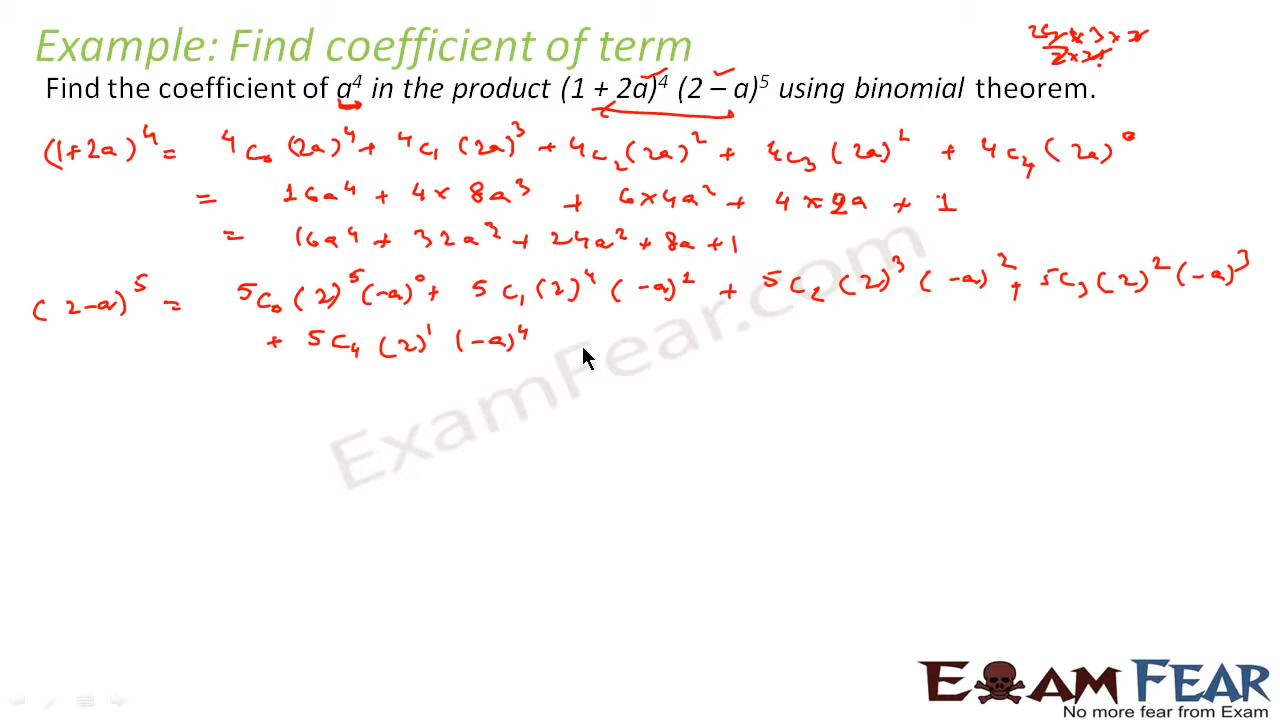 Example: Find coefficient of term
Find the coefficient of a⁴ in the product (1 + 2a)⁴ (2 – a)⁵ using binomial theorem.
(1+2a)⁴ = 4C₀ (2a)⁴ + 4C₁ (2a)³ + 4C₂ (2a)² + 4C₃ (2a)¹ + 4C₄ (2a)⁰
= 16a⁴ + 4 × 8a³ + 6×4a² + 4 × 2a + 1
= 16a⁴ + 32a³ + 24a² + 8a + 1
(2-a)⁵ = 5C₀ (2)⁵ (-a)⁰ + 5C₁ (2)⁴ (-a)¹ + 5C₂ (2)³ (-a)² + 5C₃ (2)² (-a)³
+ 5C₄ (2)¹ (-a)⁴
ExamFear.com
EXAM FEAR
No more fear from Exam